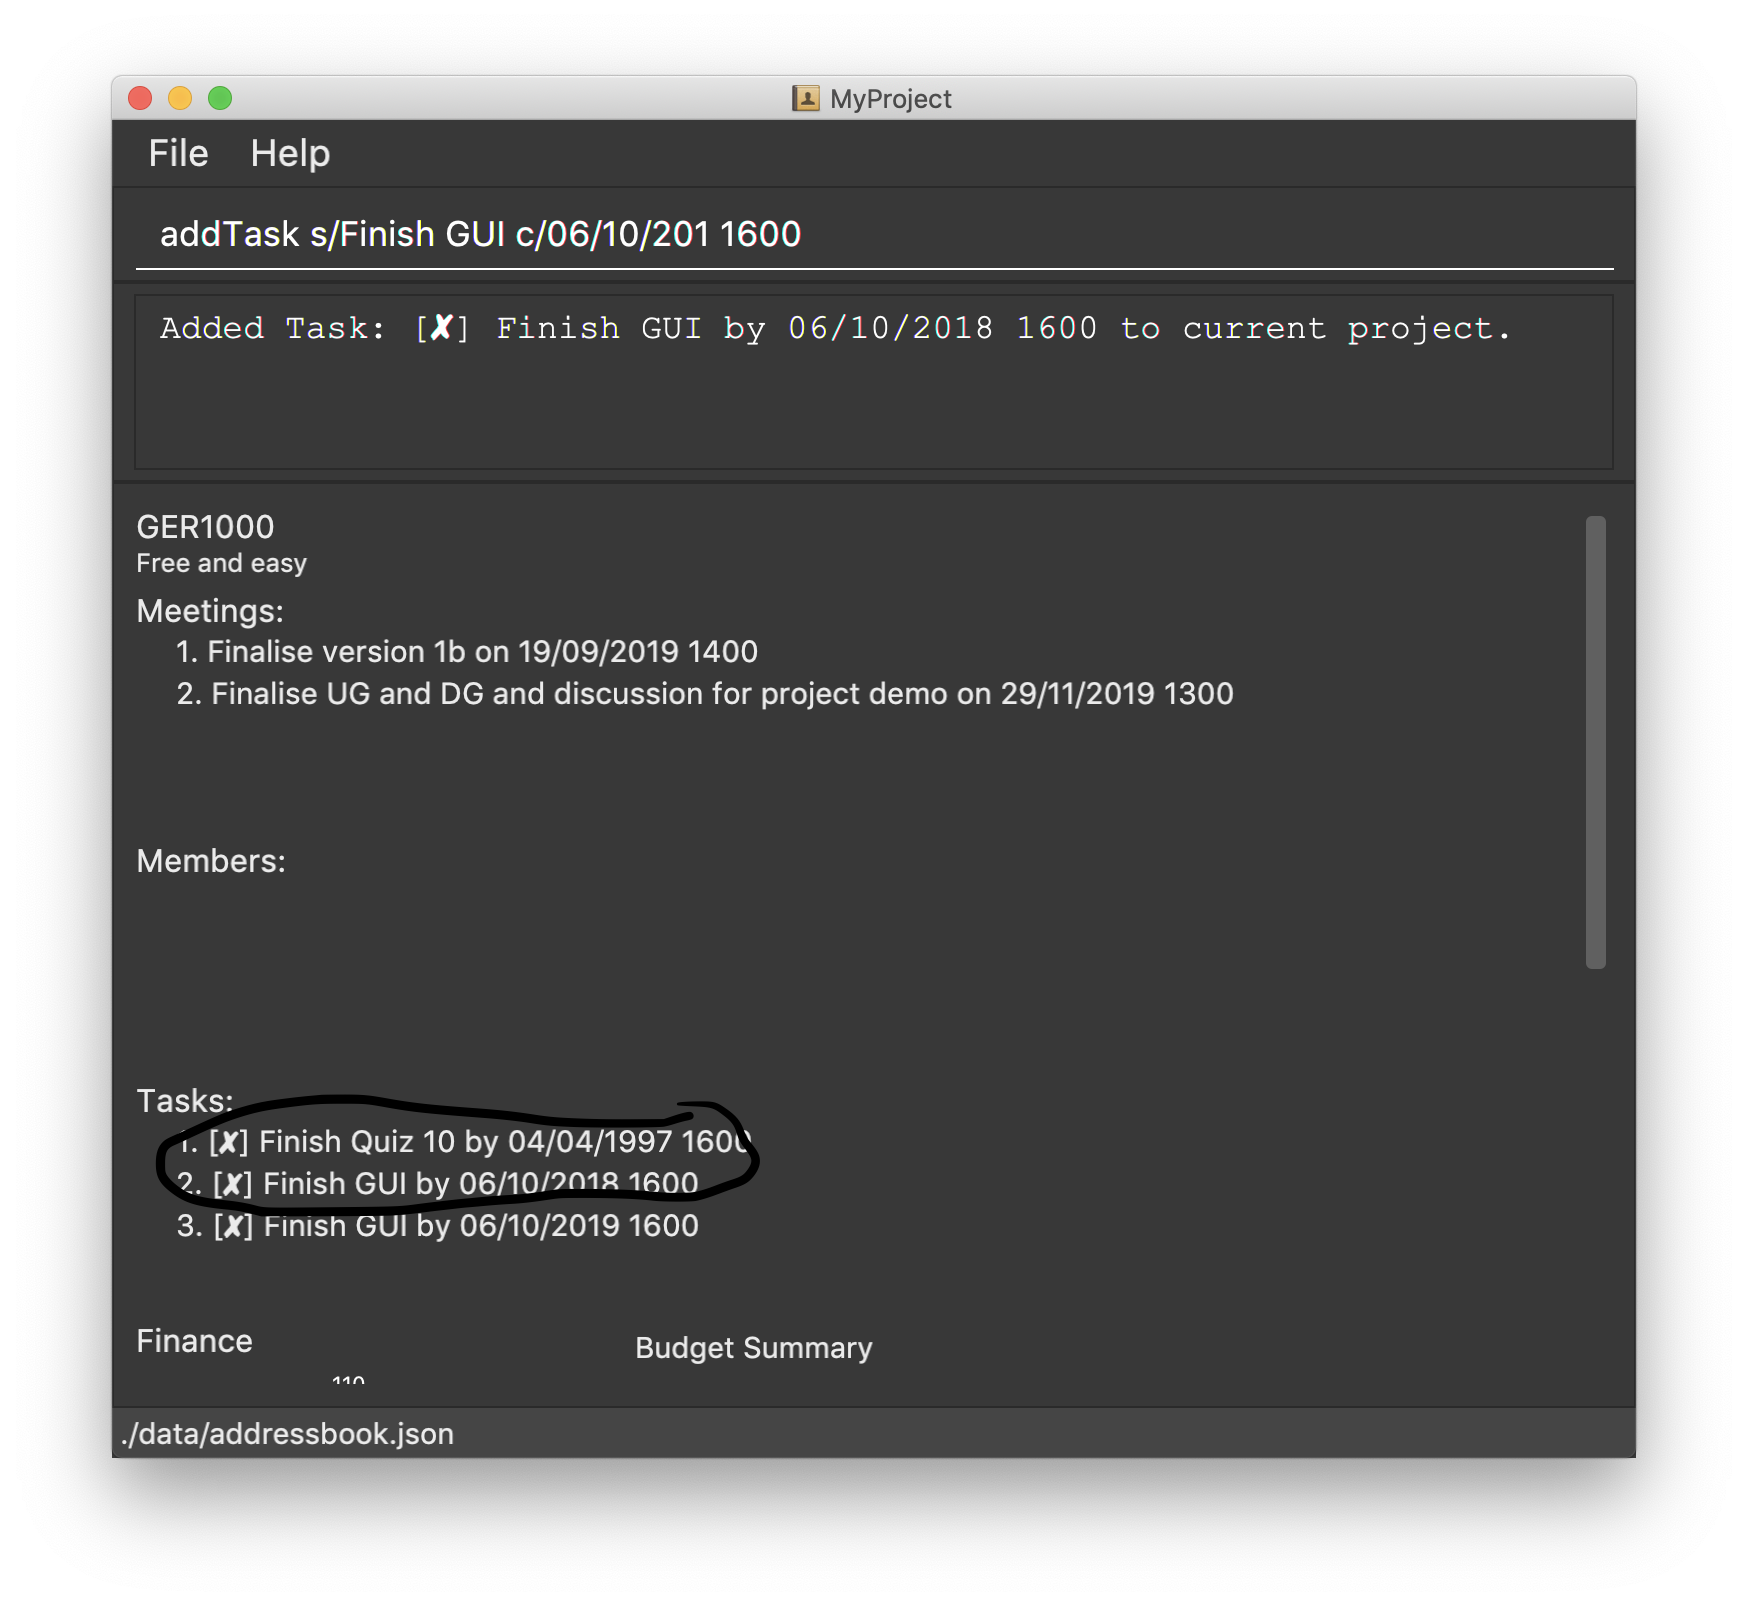 MyProject
File Help
addTask s/Finish GUI c/06/10/201 1600
Added Task: [✘] Finish GUI by 06/10/2018 1600 to current project.
GER1000
Free and easy
Meetings:
1. Finalise version 1b on 19/09/2019 1400
2. Finalise UG and DG and discussion for project demo on 29/11/2019 1300
Members:
Tasks:
1. [✘] Finish Quiz 10 by 04/04/1997 1600
2. [✘] Finish GUI by 06/10/2018 1600
3. [✘] Finish GUI by 06/10/2019 1600
Finance
Budget Summary
110
./data/addressbook.json